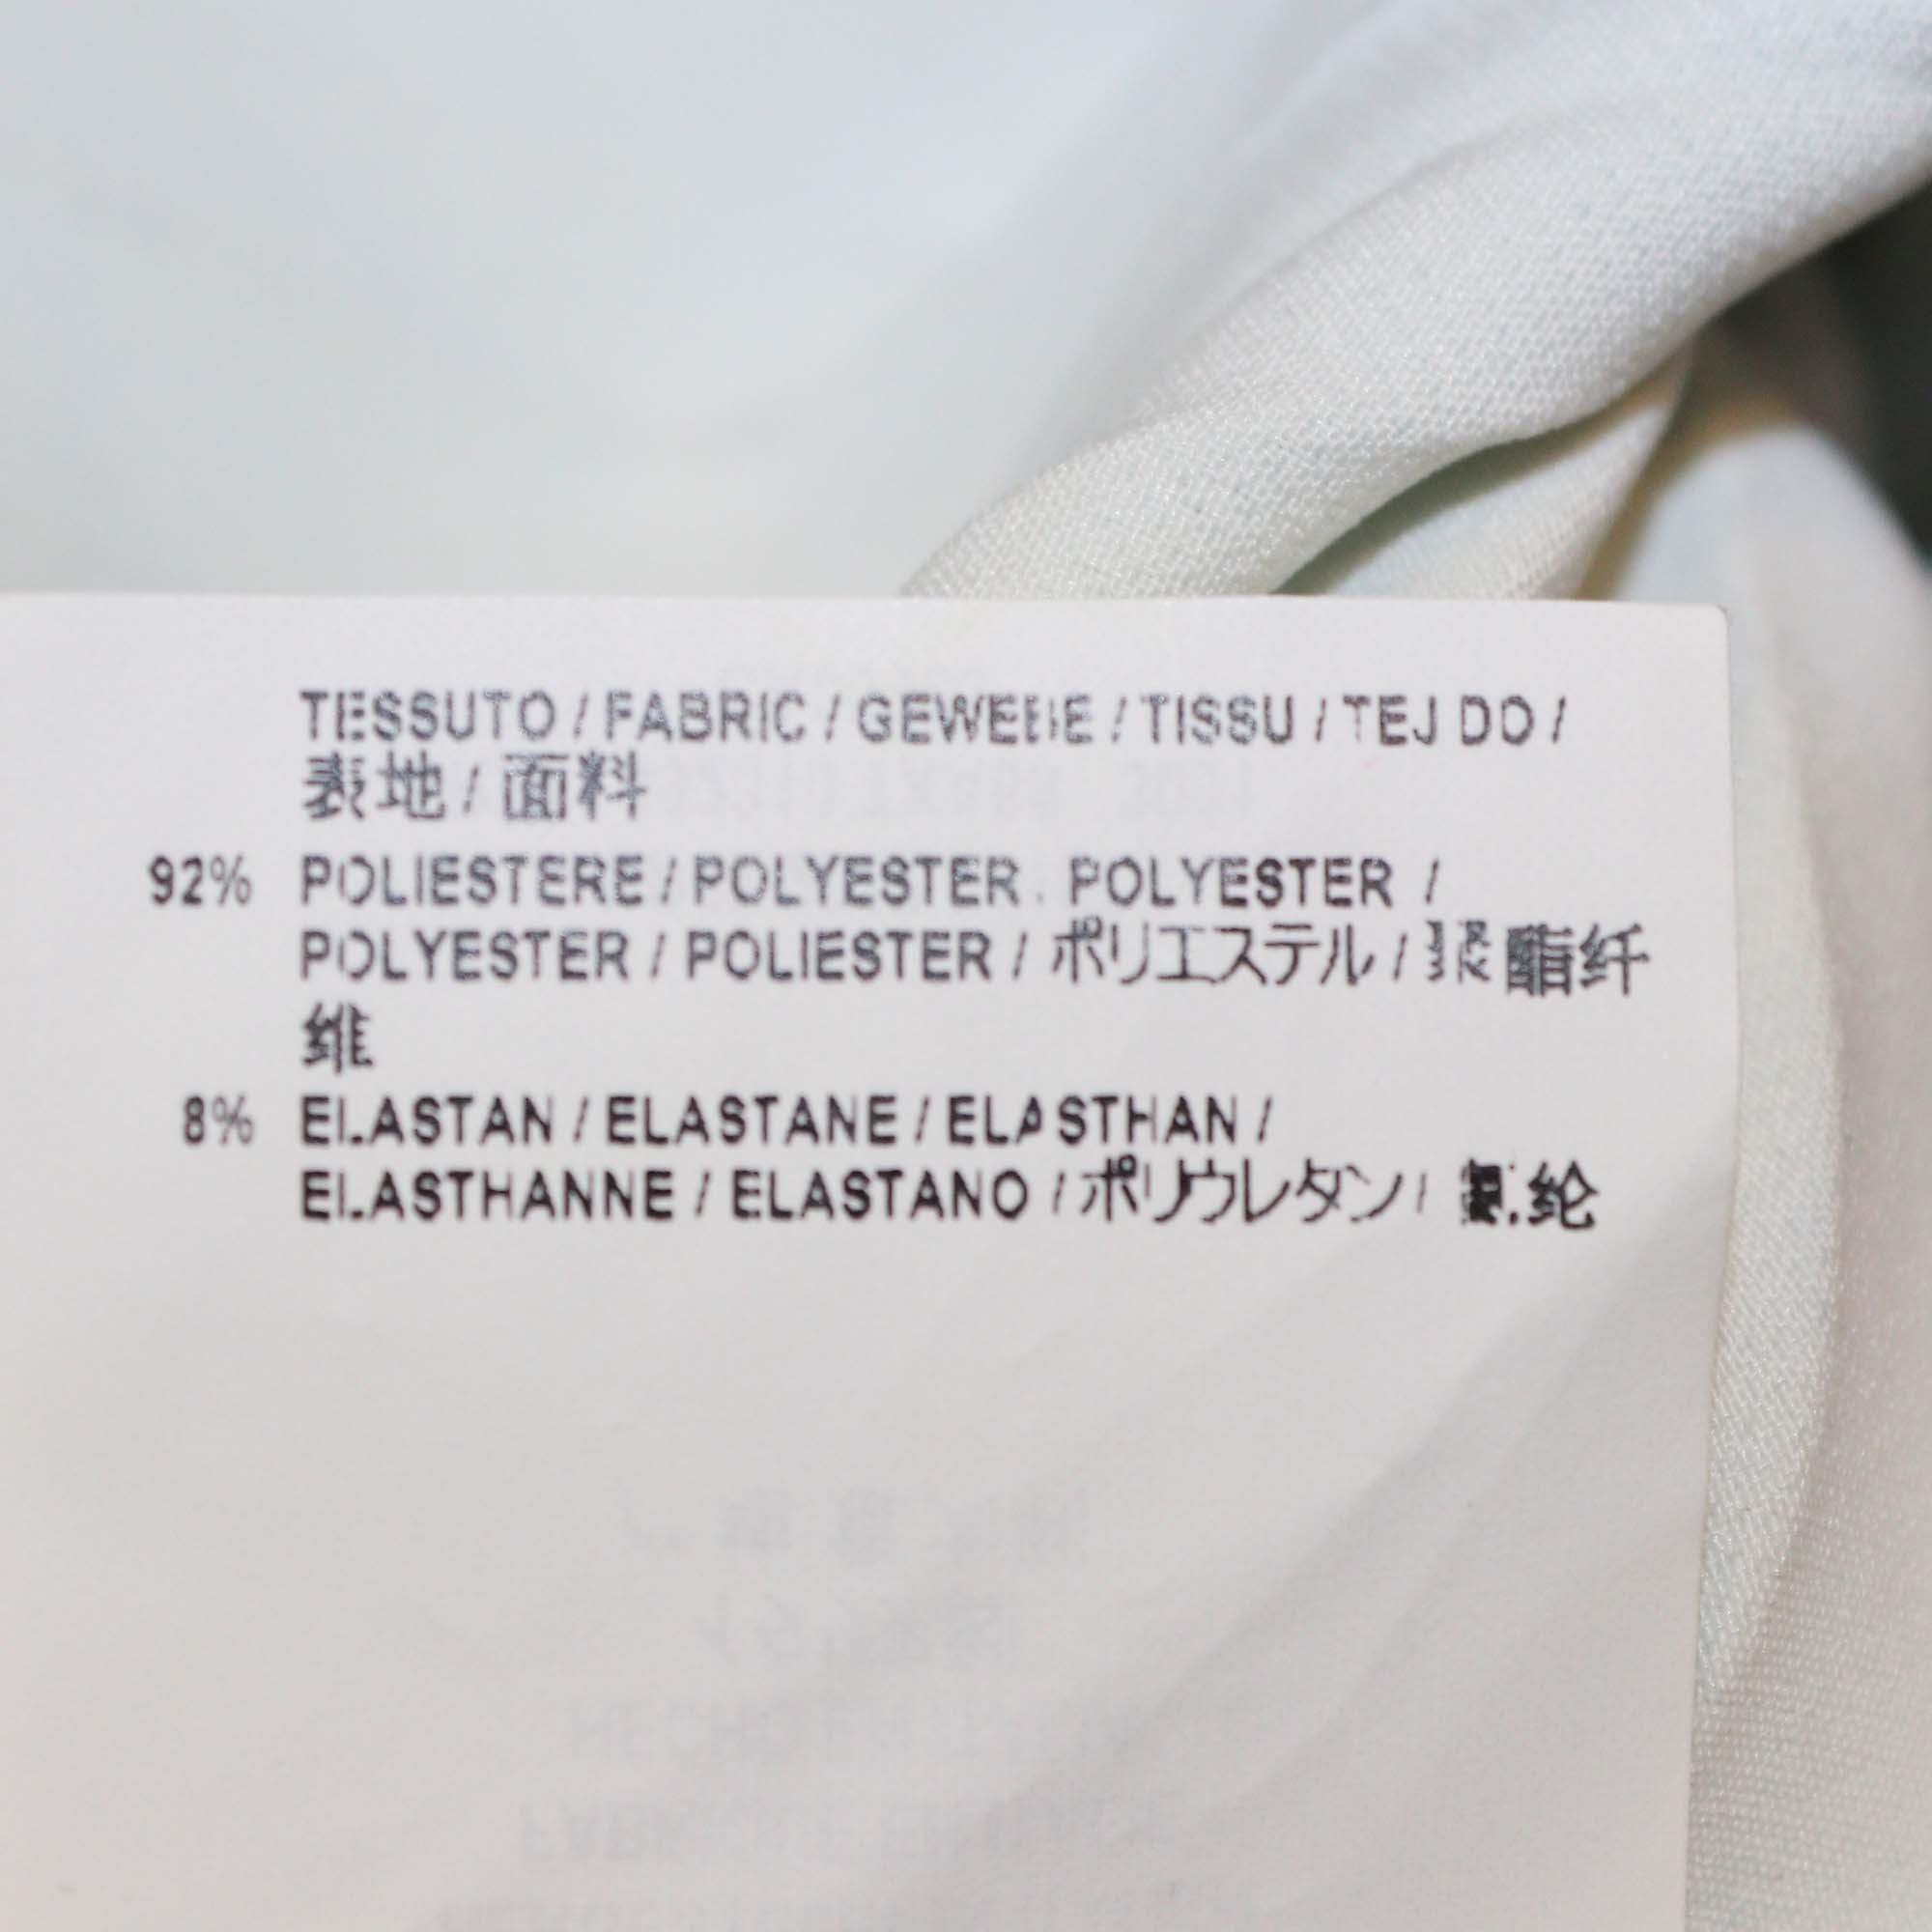 TESSUTO / FABRIC / GEWEBE / TISSU / TEJIDO /
表地 / 面料
92% POLIESTERE / POLYESTER / POLYESTER /
POLYESTER / POLIESTER / ポリエステル / 聚酯纤
维
8% ELASTAN / ELASTANE / ELASTHAN /
ELASTHANNE / ELASTANO / ポリウレタン / 氨纶